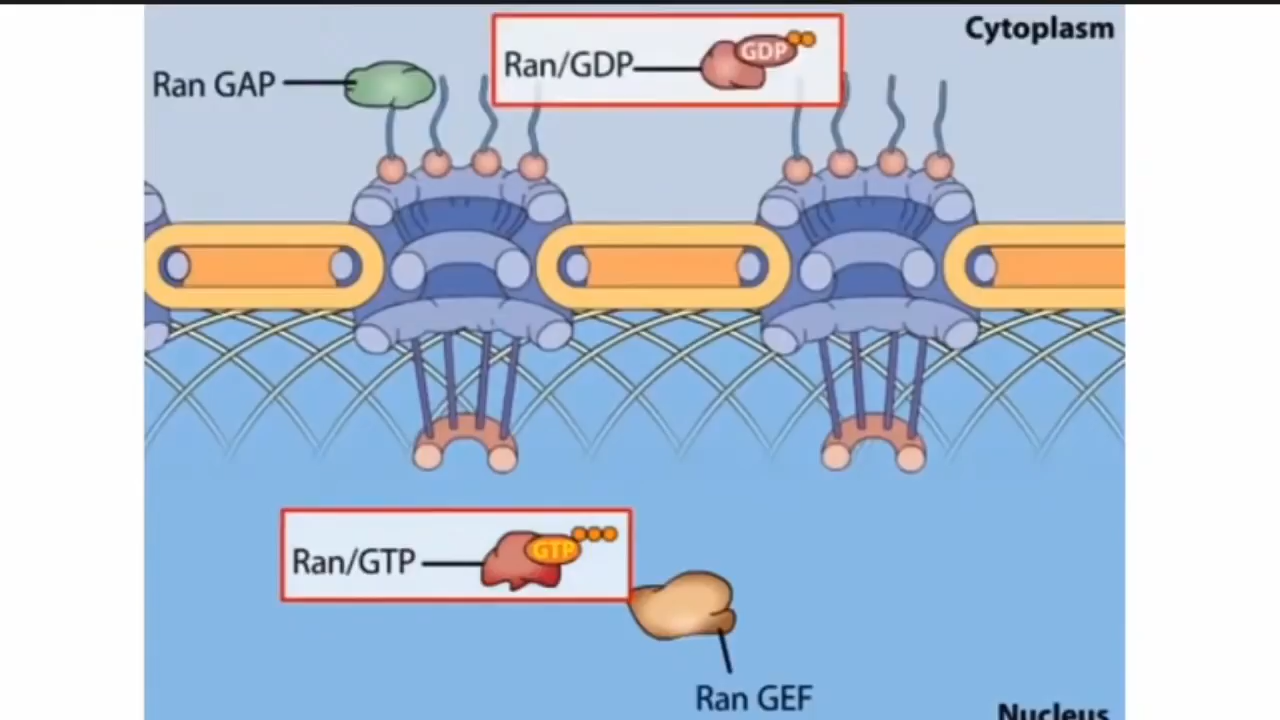 Cytoplasm
Ran/GDP
GDP
Ran GAP
Ran/GTP
GTP
Ran GEF
Nucleus